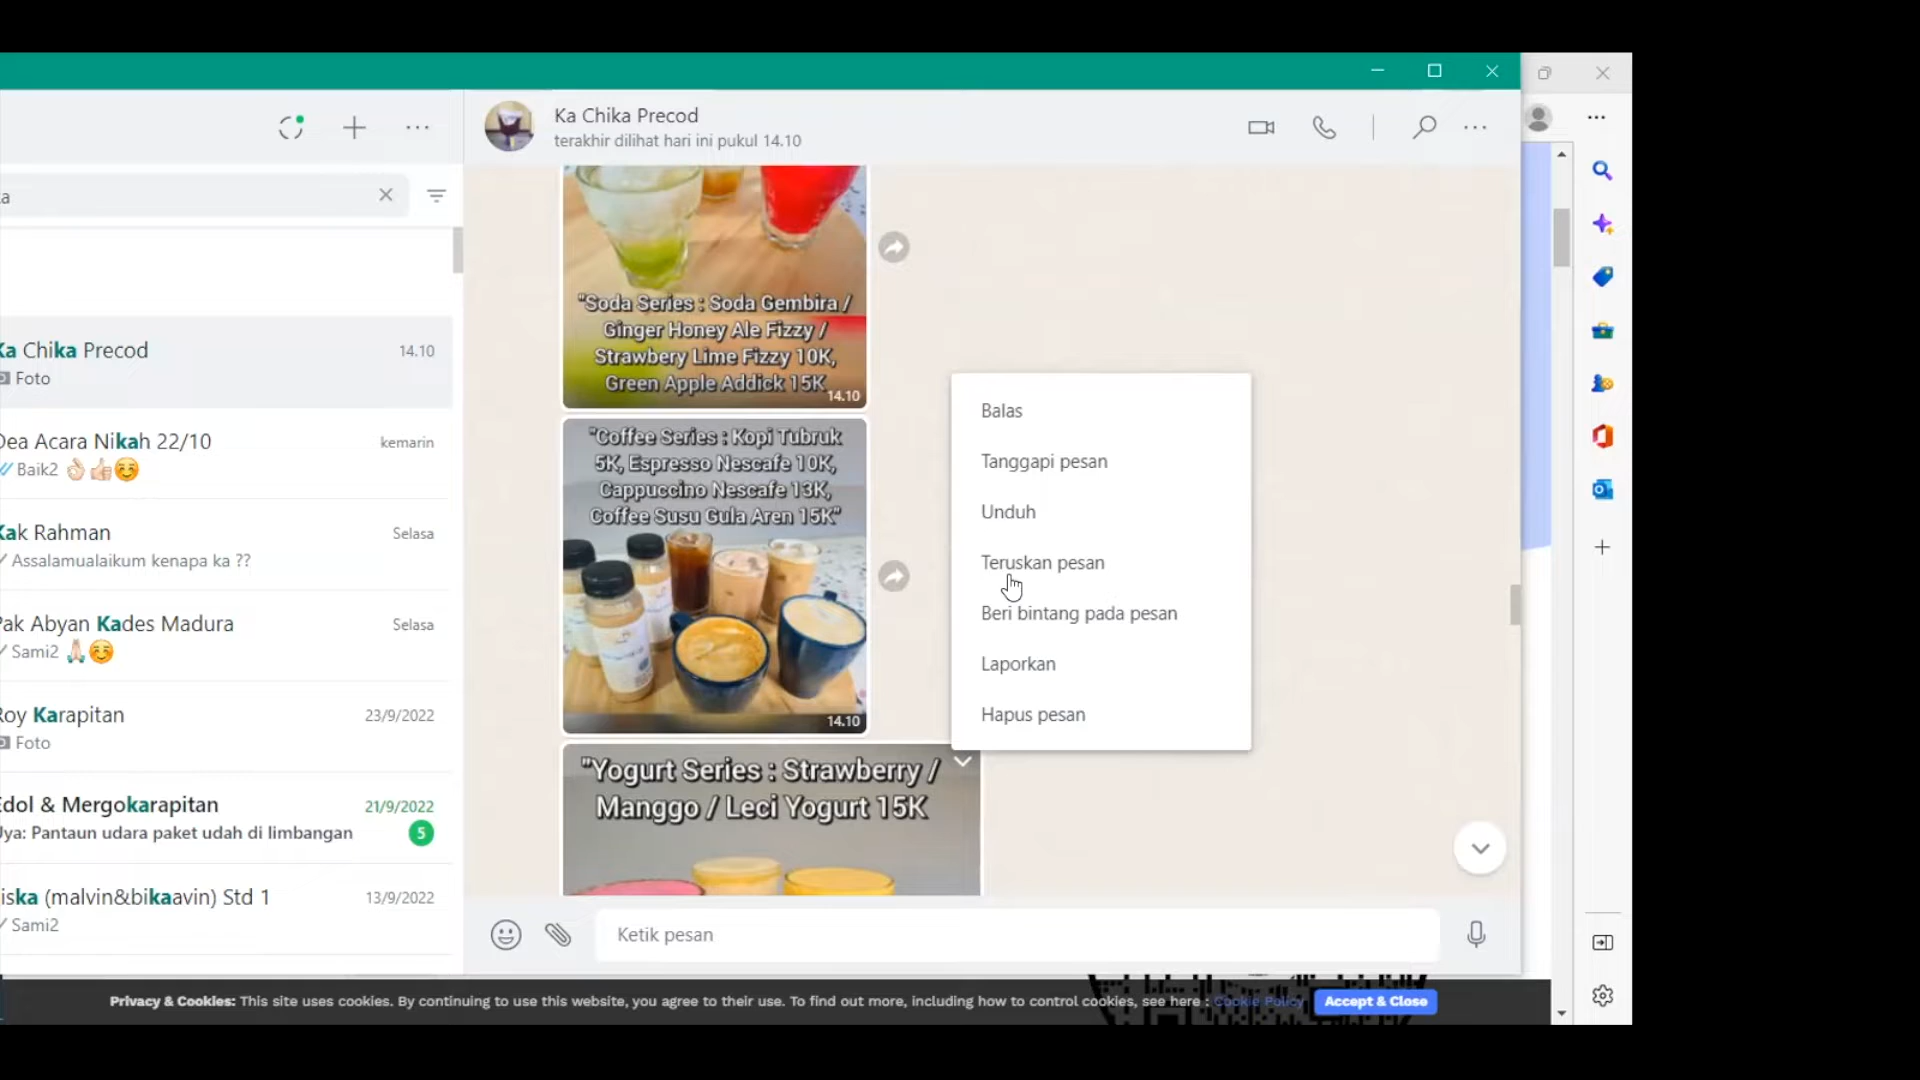 Ka Chika Precod
terakhir dilihat hari ini pukul 14.10
a
Ka Chika Precod
14.10
Foto
Dea Acara Nikah 22/10
kemarin
Baik2 👌🏻👍🏻☺️
Kak Rahman
Selasa
Assalamualaikum kenapa ka ??
Pak Abyan Kades Madura
Selasa
Sami2 🙏🏻☺️
Roy Karapitan
23/9/2022
Foto
Edol & Mergokarapitan
21/9/2022
Uya: Pantaun udara paket udah di limbangan
5
iska (malvin&bikaavin) Std 1
13/9/2022
Sami2
"Soda Series : Soda Gembira /
Ginger Honey Ale Fizzy /
Strawbery Lime Fizzy 10K,
Green Apple Addick 15K
14.10
"Coffee Series : Kopi Tubruk
5K, Espresso Nescafe 10K,
Cappuccino Nescafe 13K,
Coffee Susu Gula Aren 15K"
14.10
"Yogurt Series : Strawberry /
Manggo / Leci Yogurt 15K
Balas
Tanggapi pesan
Unduh
Teruskan pesan
Beri bintang pada pesan
Laporkan
Hapus pesan
Ketik pesan
Privacy & Cookies: This site uses cookies. By continuing to use this website, you agree to their use. To find out more, including how to control cookies, see here : Cookie Policy
Accept & Close